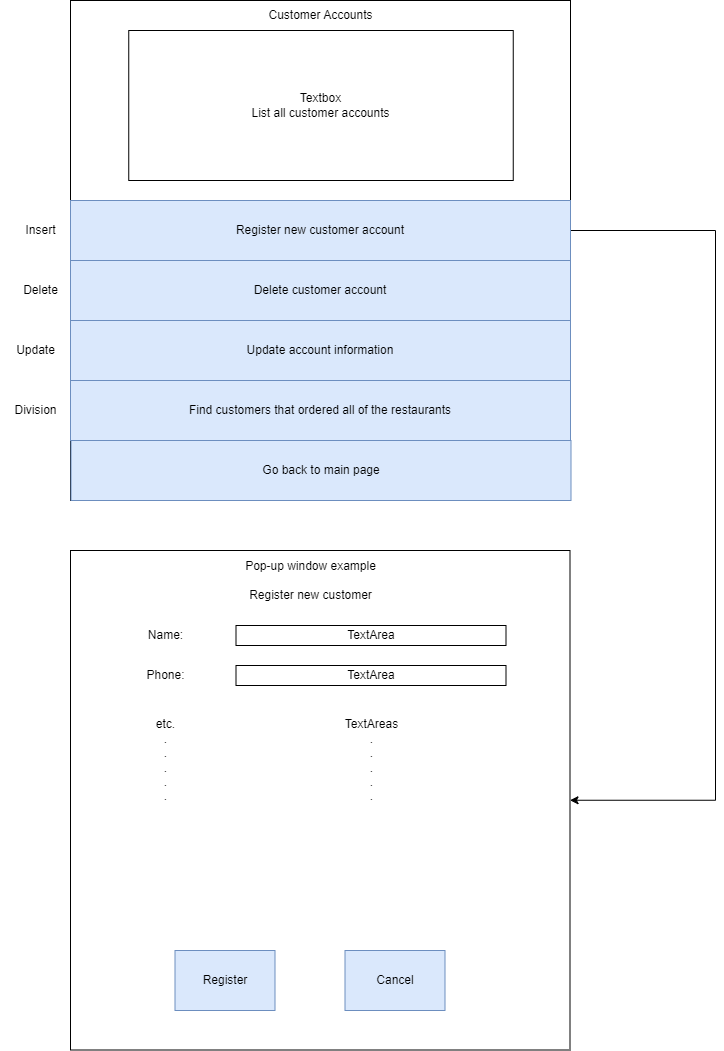 Customer Accounts
Textbox
List all customer accounts
Insert
Register new customer account
Delete
Delete customer account
Update
Update account information
Division
Find customers that ordered all of the restaurants
Go back to main page
Pop-up window example
Register new customer
Name:
TextArea
Phone:
TextArea
etc.
TextAreas
. .
. .
. .
. .
. .
Register
Cancel